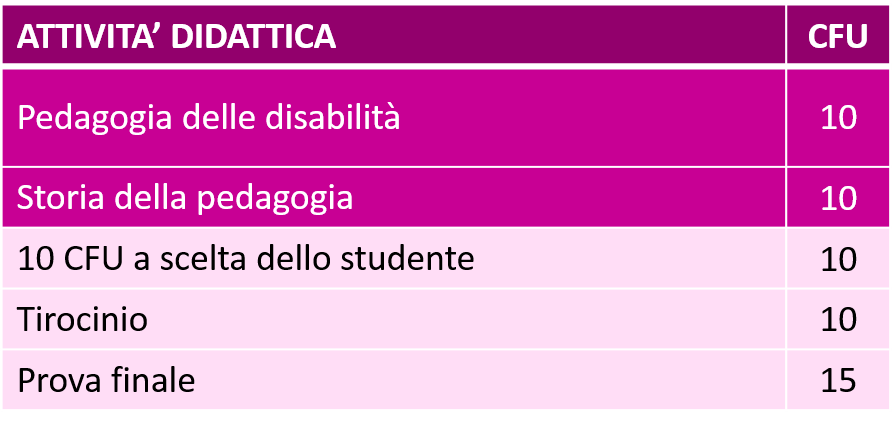 ATTIVITA’ DIDATTICA CFU
Pedagogia delle disabilità 10
Storia della pedagogia 10
10 CFU a scelta dello studente 10
Tirocinio 10
Prova finale 15